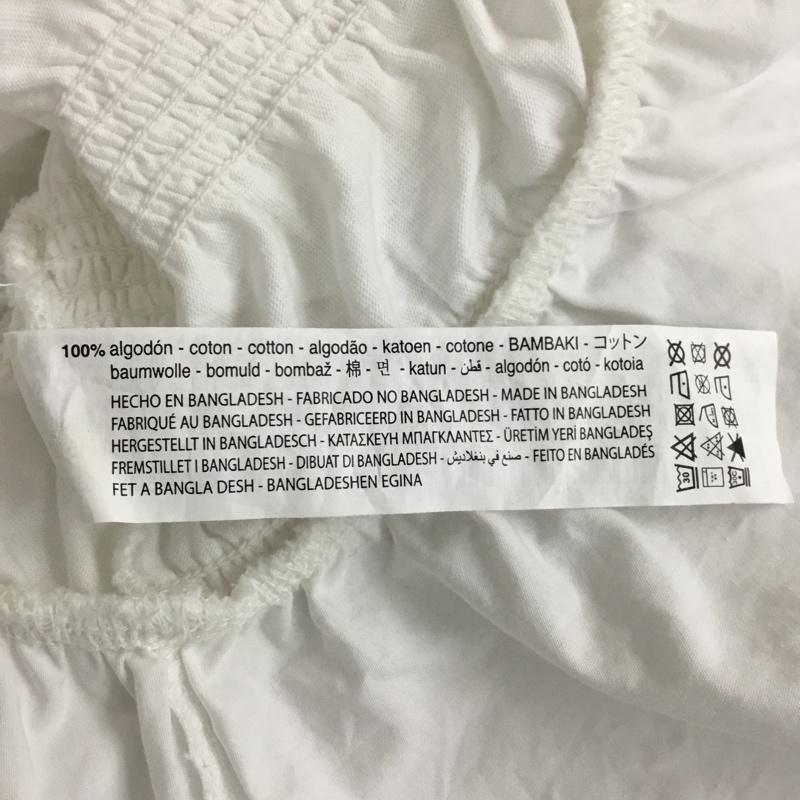 100% algodón - coton - cotton - algodão - katoen - cotone - BAMBAKI - コットン
baumwolle - bomuld - bombaž - 棉 - 면 - katun - قطن - algodón - cotó - kotoia
HECHO EN BANGLADESH - FABRICADO NO BANGLADESH - MADE IN BANGLADESH
FABRIQUÉ AU BANGLADESH - GEFABRICEERD IN BANGLADESH - FATTO IN BANGLADESH
HERGESTELLT IN BANGLADESCH - ΚΑΤΑΣΚΕΥΗ ΜΠΑΓΚΛΑΝΤΕΣ - ÜRETİM YERİ BANGLADEŞ
FREMSTILLET I BANGLADESH - DIBUAT DI BANGLADESH - صنع في بنغلاديش - FEITO EN BANGLADÉS
FET A BANGLA DESH - BANGLADESHEN EGINA